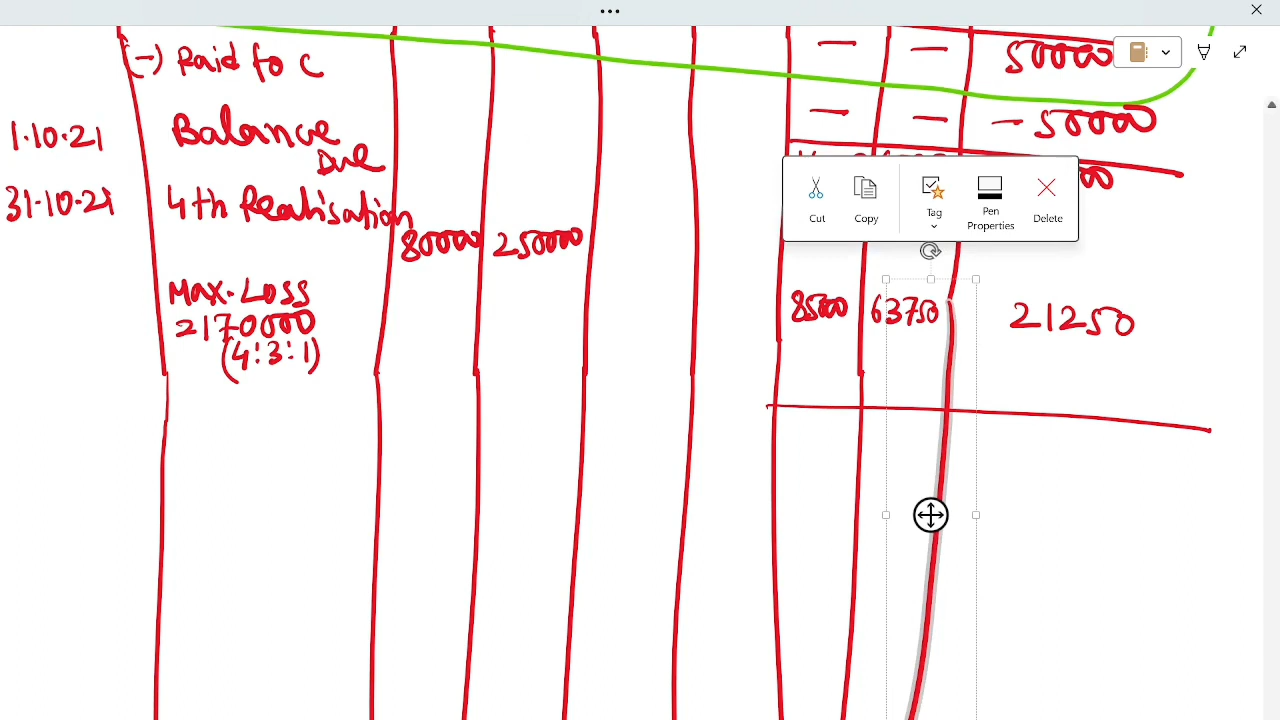 (-) Paid to C
50000
1.10.21 Balance Due
- 50000
31.10.21 4th Realisation
80000 250000
Cut Copy Tag Pen Properties Delete
Max. Loss
2170000
(4:3:1)
85000 63750 21250